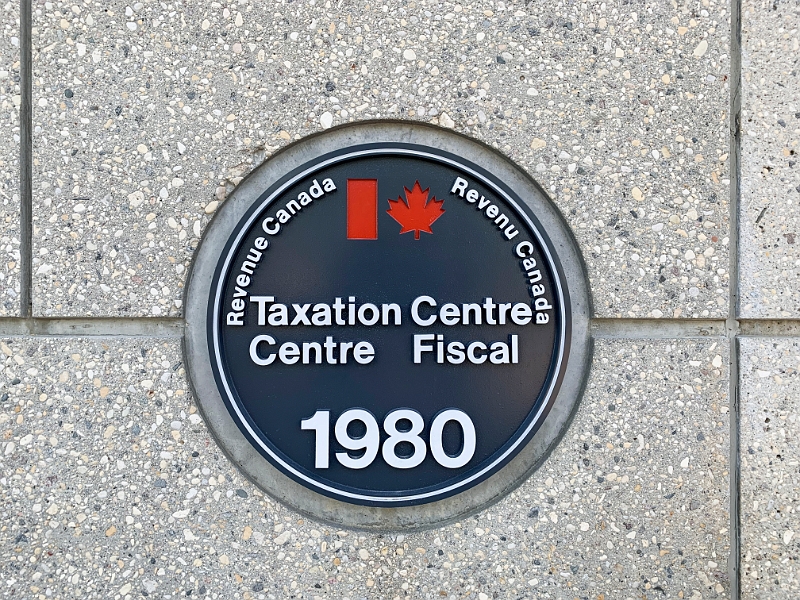 Revenue Canada
Revenu Canada
Taxation Centre
Centre Fiscal
1980